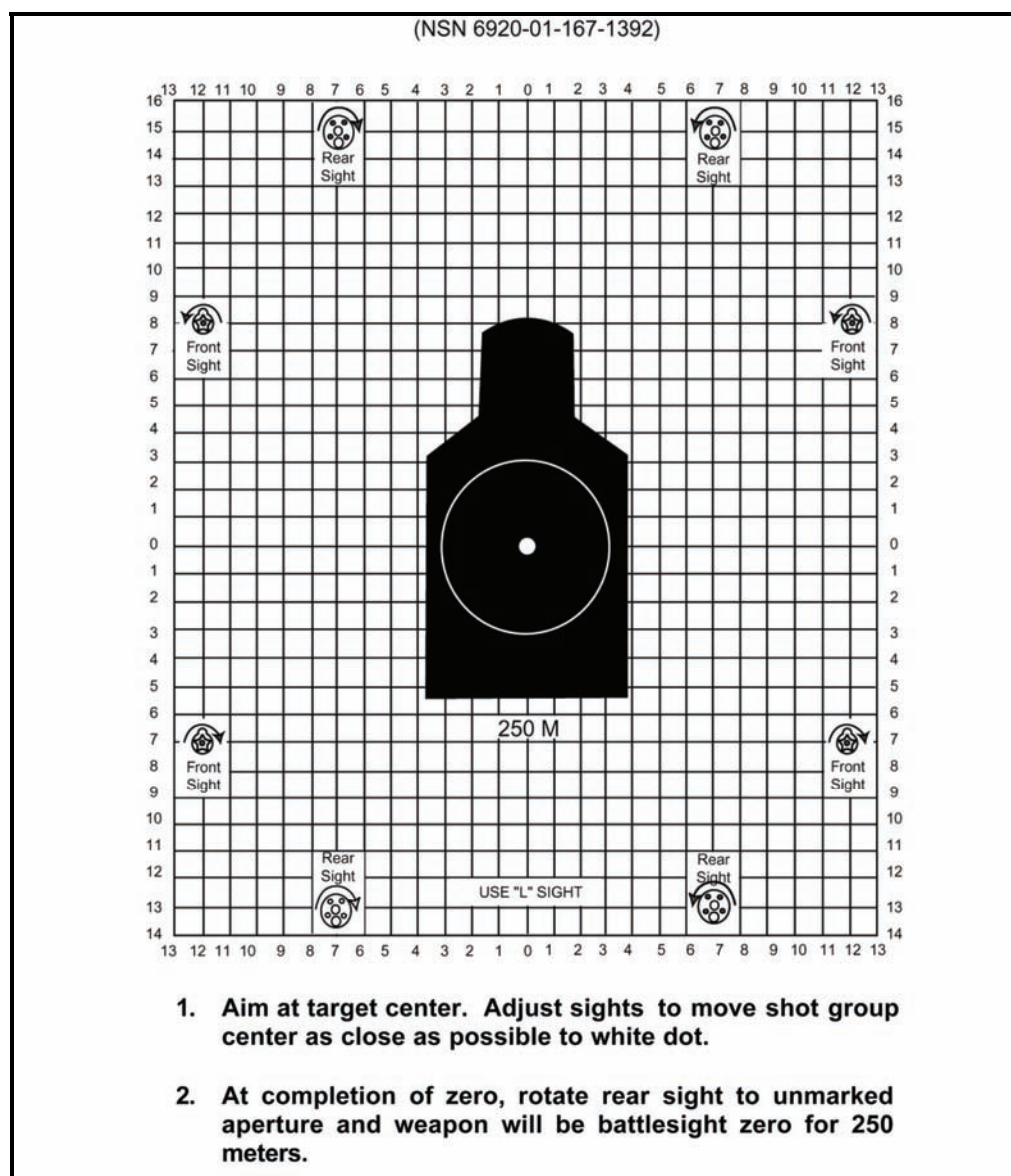 (NSN 6920-01-167-1392)
13 12 11 10 9 8 7 6 5 4 3 2 1 0 1 2 3 4 6 7 8 9 10 11 12 13
16 16
15 15
14 Rear Rear 14
13 Sight Sight 13
12 12
11 11
10 10
9 9
8 8
7 Front Front 7
6 Sight Sight 6
5 5
4 4
3 3
2 2
1 1
0 0
1 1
2 2
3 3
4 4
5 5
6 6
250 M
7 7
8 Front Front 8
9 Sight Sight 9
10 10
11 11
Rear Rear
12 Sight Sight 12
USE "L" SIGHT
13 13
14 14
13 12 11 10 9 8 7 6 5 4 3 2 1 0 1 2 3 4 6 7 8 9 10 11 12 13
1. Aim at target center. Adjust sights to move shot group
center as close as possible to white dot.
2. At completion of zero, rotate rear sight to unmarked
aperture and weapon will be battlesight zero for 250
meters.